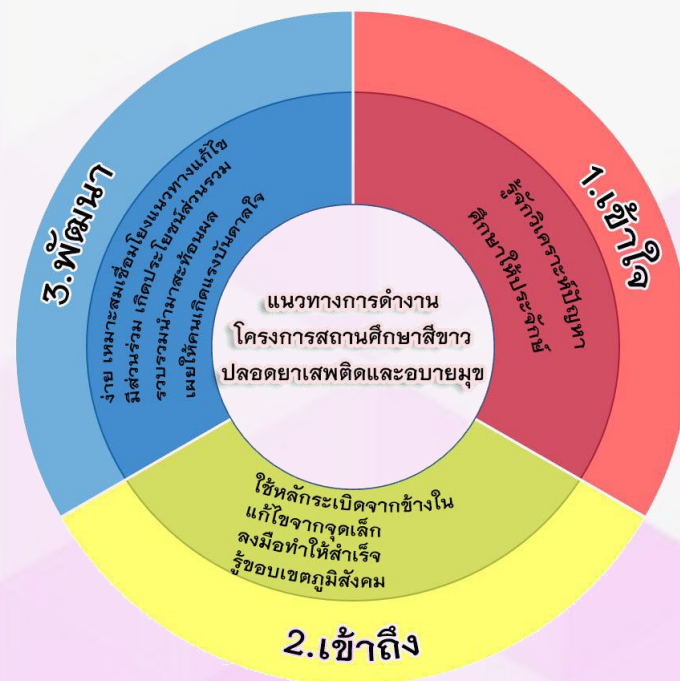 แนวทางการดำงาน
โครงการสถานศึกษาสีขาว
ปลอดยาเสพติดและอบายมุข
1.เข้าใจ
รู้จักวิเคราะห์ปัญหา
ศึกษาให้ประจักษ์
2.เข้าถึง
ใช้หลักระเบิดจากข้างใน
แก้ไขจากจุดเล็ก
ลงมือทำให้สำเร็จ
รู้ขอบเขตภูมิสังคม
3.พัฒนา
ง่าย เหมาะสมเชื่อมโยงแนวทางแก้ไข
มีส่วนร่วม เกิดประโยชน์ส่วนรวม
รวบรวมนำมาสะท้อนผล
เผยให้คนเกิดแรงบันดาลใจ